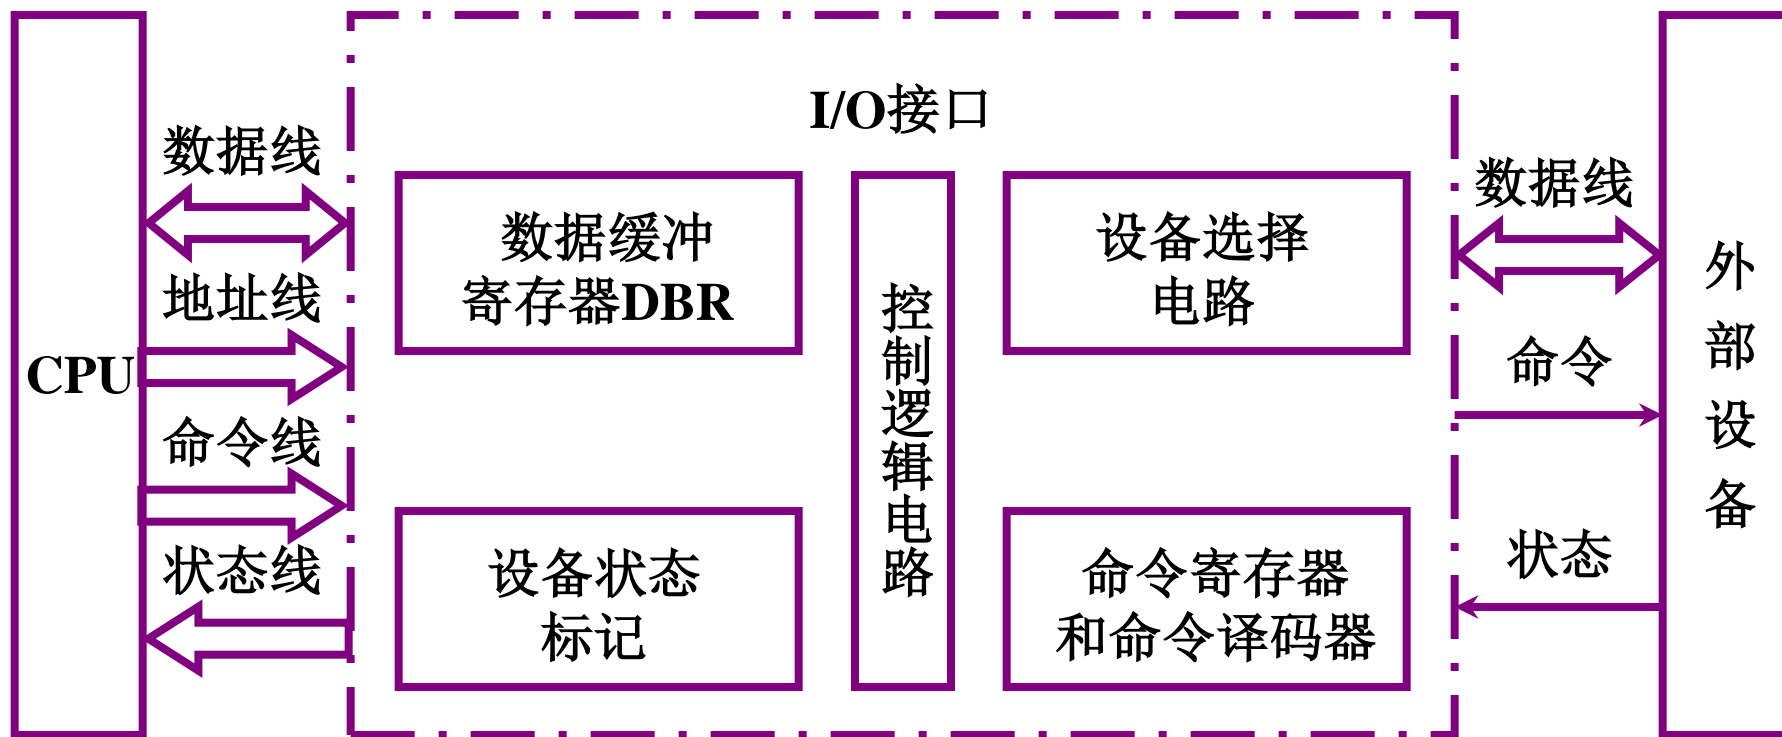 I/O接口
CPU
数据线
地址线
命令线
状态线
数据缓冲
寄存器DBR
设备状态
标记
控制逻辑电路
设备选择
电路
命令寄存器
和命令译码器
数据线
命令
状态
外部设备